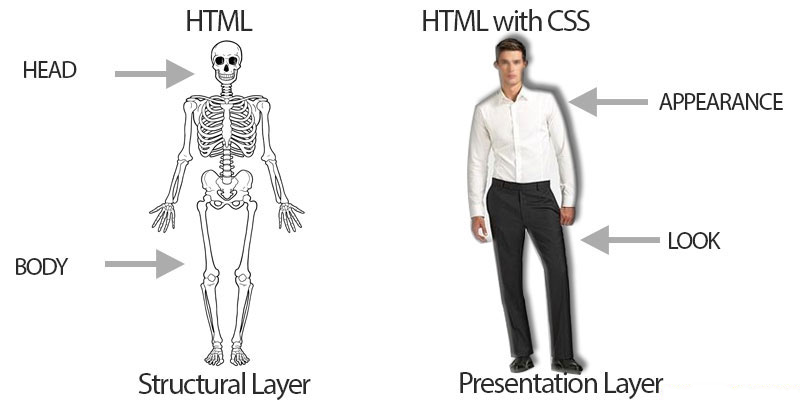 HTML
HTML with CSS
HEAD
APPEARANCE
BODY
LOOK
Structural Layer
Presentation Layer